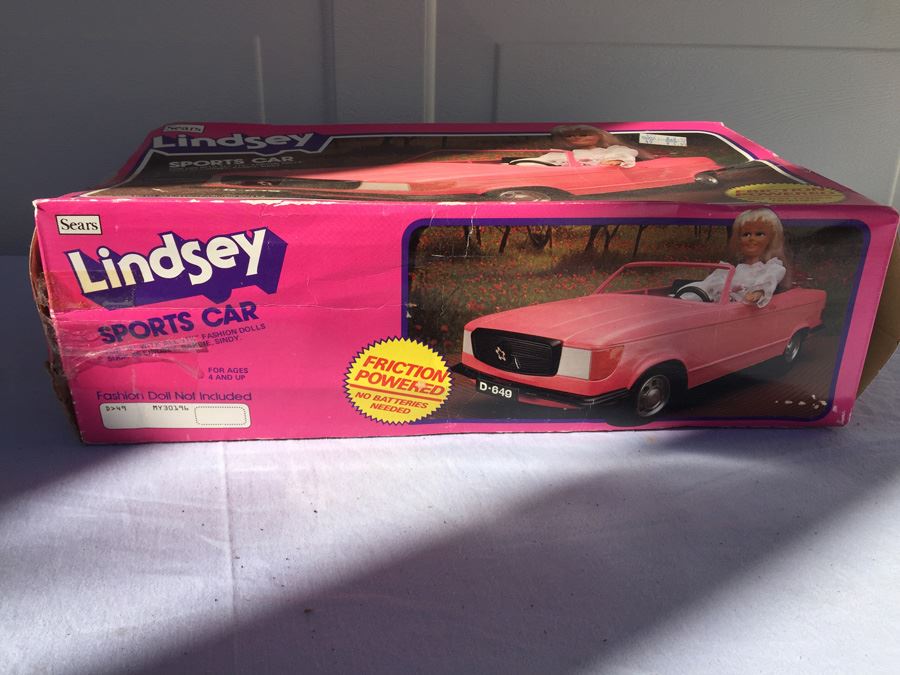 Sears
Lindsey
SPORTS CAR
Sears
Lindsey
SPORTS CAR
FASHION DOLLS
SINDY.
FOR AGES
4 AND UP
Fashion Doll Not Included
MY30196
FRICTION
POWERED
NO BATTERIES
NEEDED
D-649